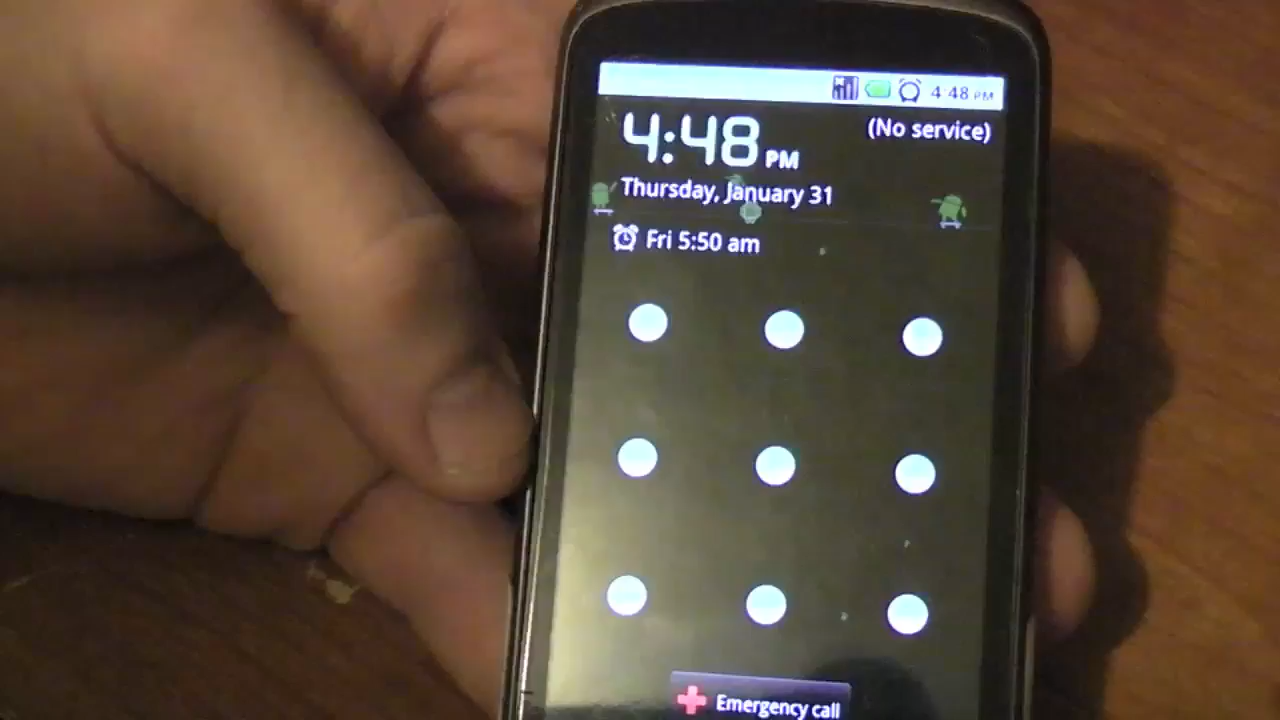 4:48 PM
4:48 PM
(No service)
Thursday, January 31
Fri 5:50 am
Emergency call